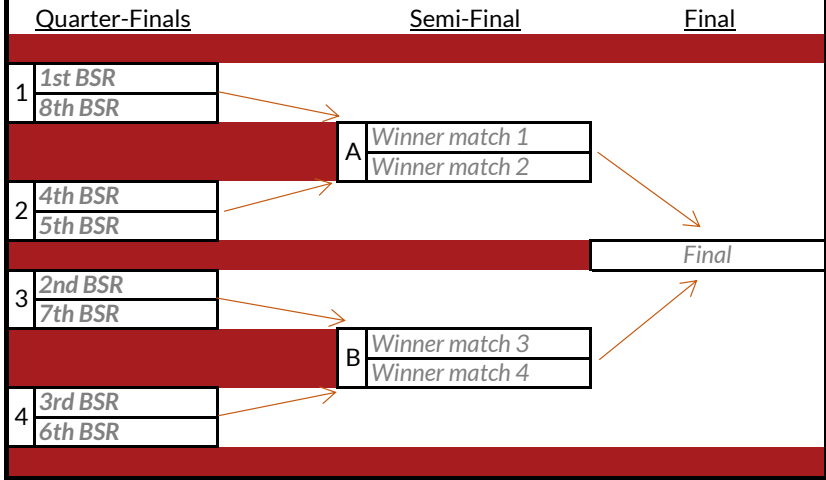 Quarter-Finals Semi-Final Final
1 1st BSR
8th BSR
A Winner match 1
Winner match 2
2 4th BSR
5th BSR
Final
3 2nd BSR
7th BSR
B Winner match 3
Winner match 4
4 3rd BSR
6th BSR